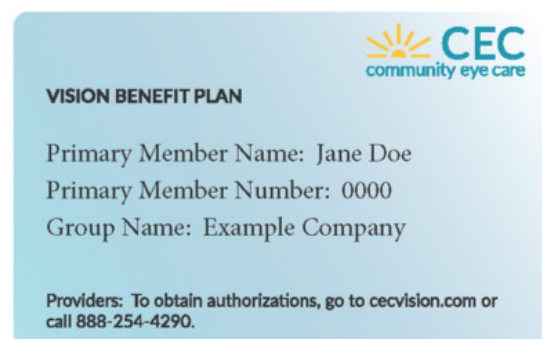 CEC
community eye care
VISION BENEFIT PLAN
Primary Member Name: Jane Doe
Primary Member Number: 0000
Group Name: Example Company
Providers: To obtain authorizations, go to cecvision.com or
call 888-254-4290.